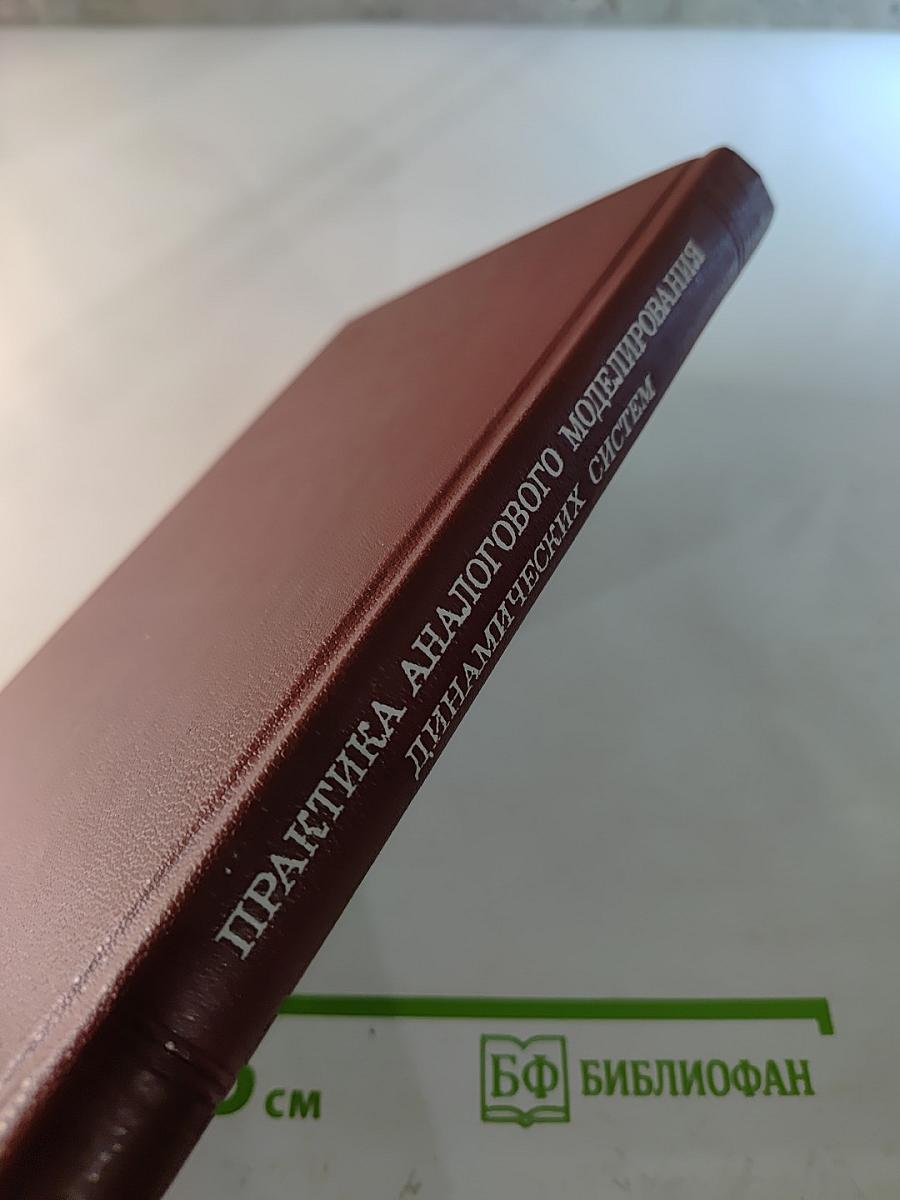 ПРАКТИКА АНАЛОГОВОГО МОДЕЛИРОВАНИЯ
ДИНАМИЧЕСКИХ СИСТЕМ
см
БФ БИБЛИОФАН